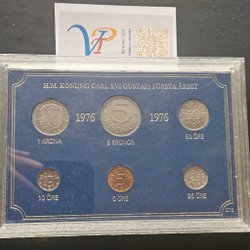 VP
H.M. KONUNG CARL XVI GUSTAFS FÖRSTA ÅRSET
1976 1976
1 KRONA 5 KRONOR 50 ÖRE
10 ÖRE 5 ÖRE 25 ÖRE